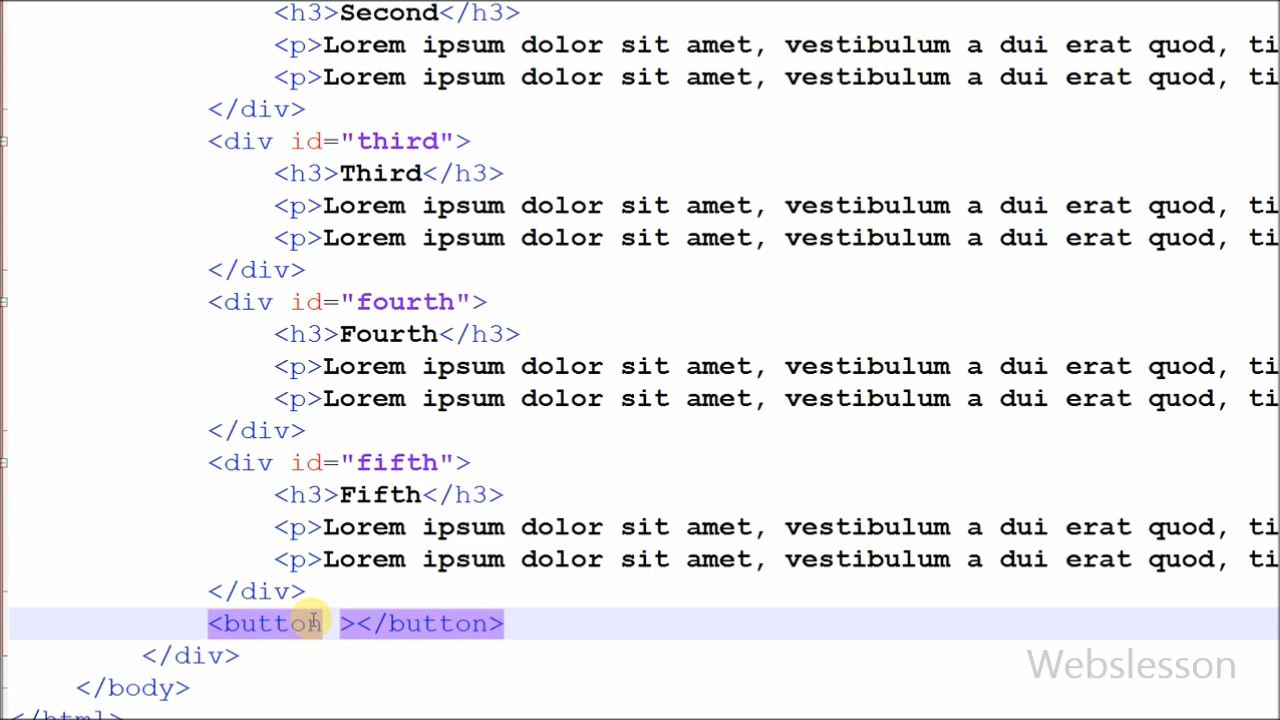 <h3>Second</h3>
<p>Lorem ipsum dolor sit amet, vestibulum a dui erat quod, ti
<p>Lorem ipsum dolor sit amet, vestibulum a dui erat quod, ti
</div>
<div id="third">
<h3>Third</h3>
<p>Lorem ipsum dolor sit amet, vestibulum a dui erat quod, ti
<p>Lorem ipsum dolor sit amet, vestibulum a dui erat quod, ti
</div>
<div id="fourth">
<h3>Fourth</h3>
<p>Lorem ipsum dolor sit amet, vestibulum a dui erat quod, ti
<p>Lorem ipsum dolor sit amet, vestibulum a dui erat quod, ti
</div>
<div id="fifth">
<h3>Fifth</h3>
<p>Lorem ipsum dolor sit amet, vestibulum a dui erat quod, ti
<p>Lorem ipsum dolor sit amet, vestibulum a dui erat quod, ti
</div>
<button ></button>
</div>
Webslesson
</body>
</html>